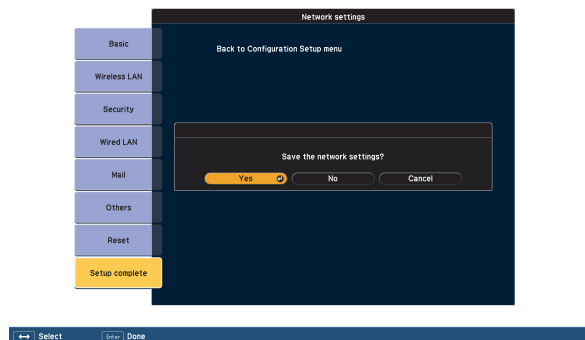 Network settings
Basic
Back to Configuration Setup menu
Wireless LAN
Security
Wired LAN
Save the network settings?
Mail
Yes No Cancel
Others
Reset
Setup complete
Select Enter Done